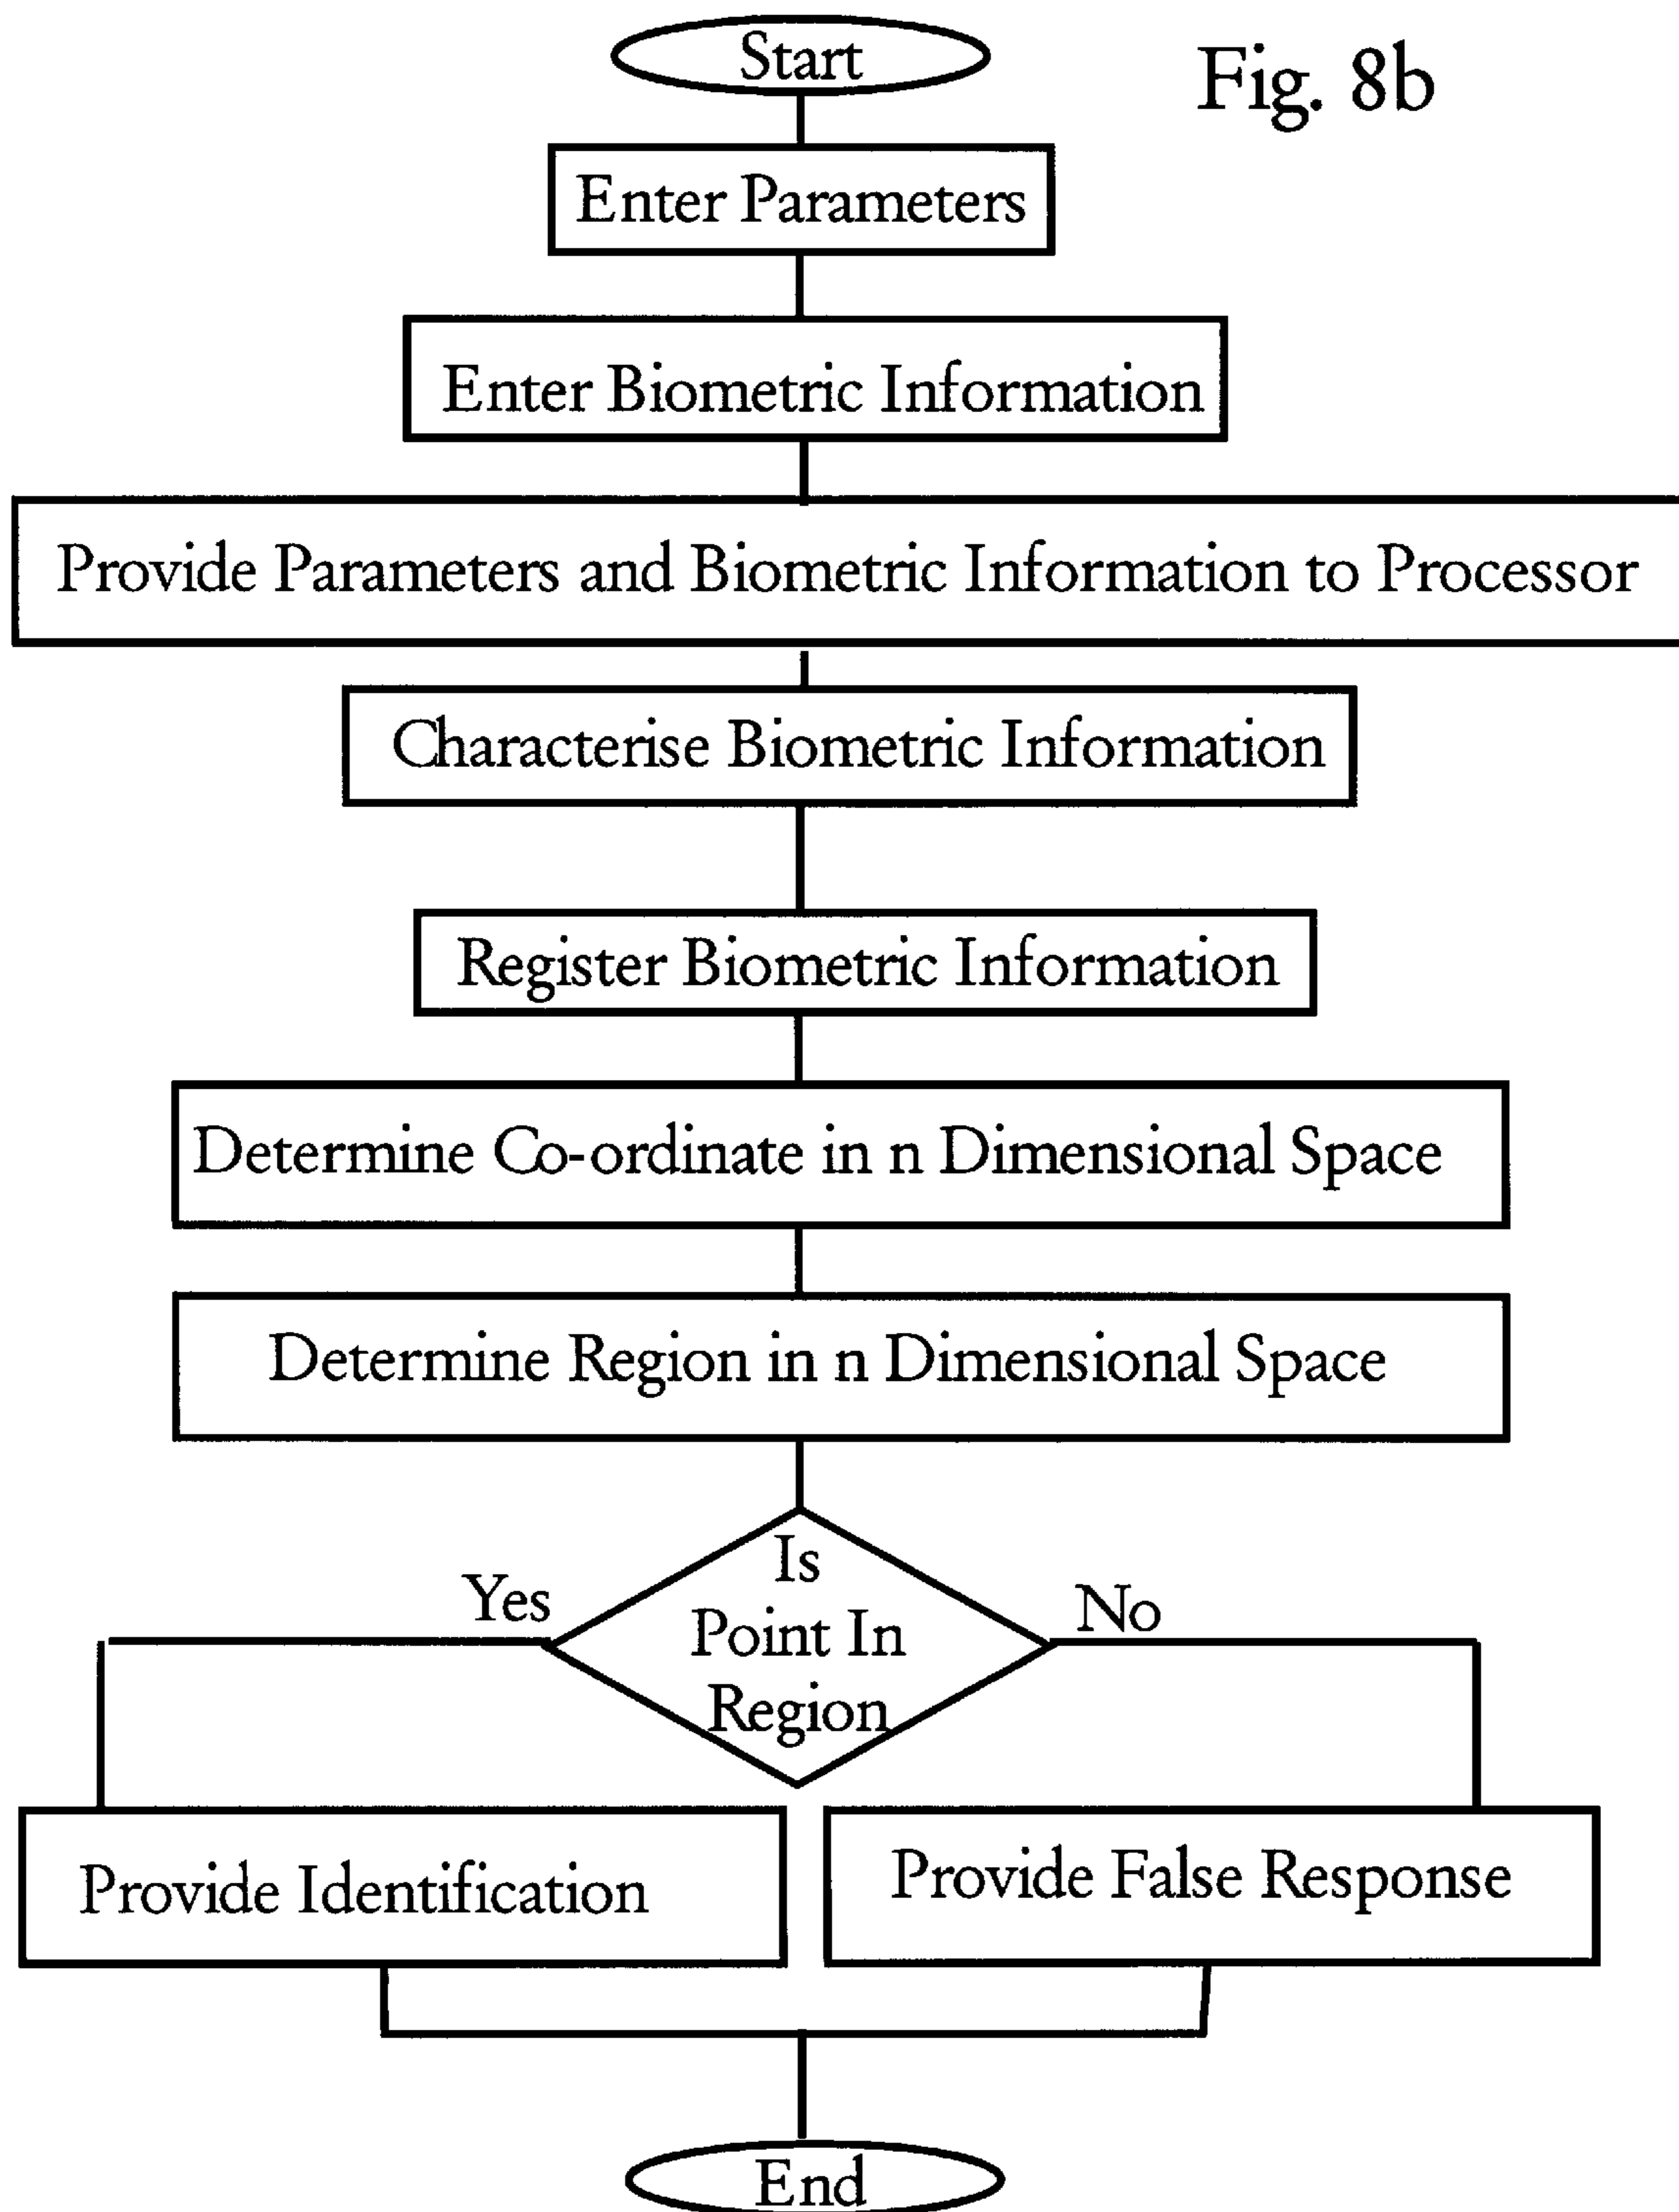 Start
Fig. 8b
Enter Parameters
Enter Biometric Information
Provide Parameters and Biometric Information to Processor
Characterise Biometric Information
Register Biometric Information
Determine Co-ordinate in n Dimensional Space
Determine Region in n Dimensional Space
Is
Point In
Region
Yes
No
Provide Identification
Provide False Response
End